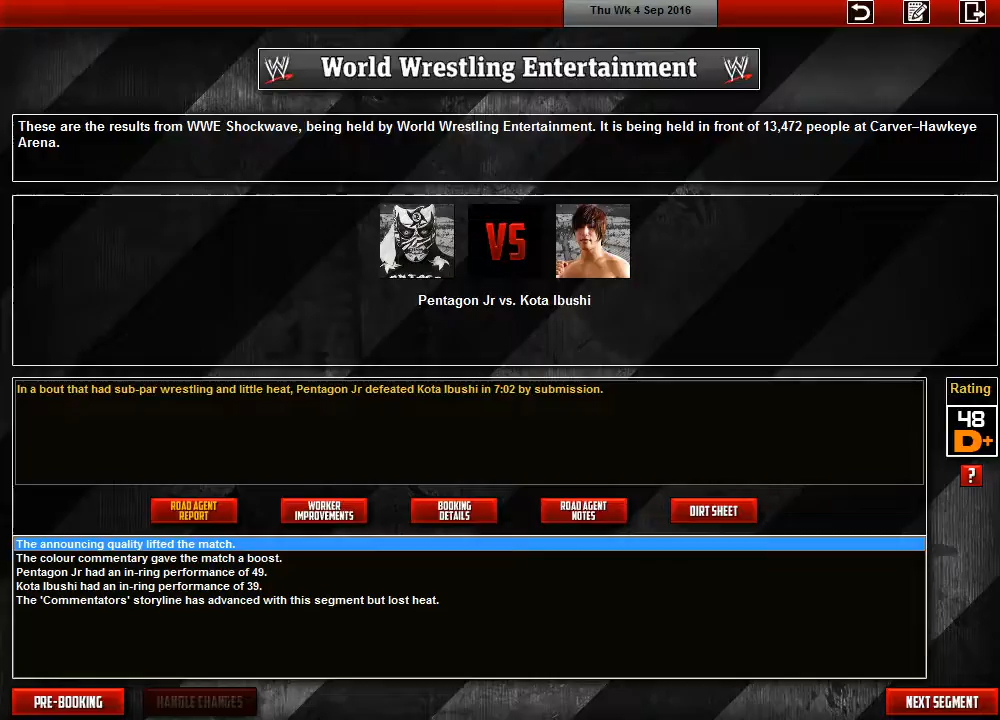 Thu Wk 4 Sep 2016
World Wrestling Entertainment
These are the results from WWE Shockwave, being held by World Wrestling Entertainment. It is being held in front of 13,472 people at Carver–Hawkeye
Arena.
VS
Pentagon Jr vs. Kota Ibushi
In a bout that had sub-par wrestling and little heat, Pentagon Jr defeated Kota Ibushi in 7:02 by submission.
Rating
48
D+
?
ROAD AGENT REPORT
WORKER IMPROVEMENTS
BOOKING DETAILS
ROAD AGENT NOTES
DIRT SHEET
The announcing quality lifted the match.
The colour commentary gave the match a boost.
Pentagon Jr had an in-ring performance of 49.
Kota Ibushi had an in-ring performance of 39.
The 'Commentators' storyline has advanced with this segment but lost heat.
PRE-BOOKING
HANDLE CHANGES
NEXT SEGMENT